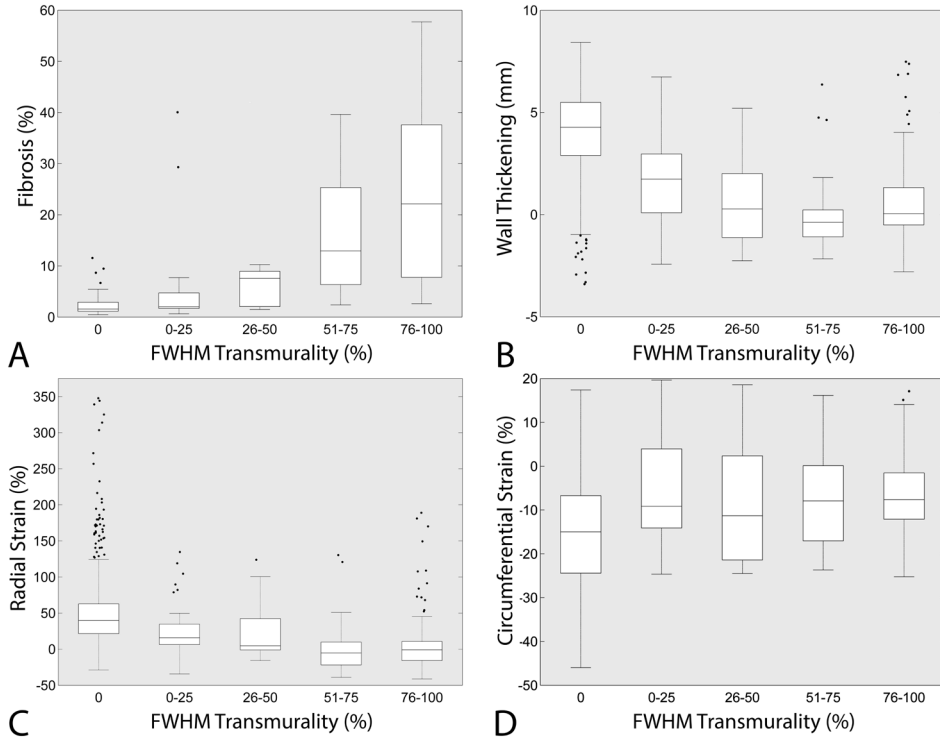 60
50
40
30
20
10
0
Fibrosis (%)
0 0-25 26-50 51-75 76-100
A FWHM Transmurality (%)
10
5
0
-5
Wall Thickening (mm)
0 0-25 26-50 51-75 76-100
B FWHM Transmurality (%)
350
300
250
200
150
100
50
0
-50
Radial Strain (%)
0 0-25 26-50 51-75 76-100
C FWHM Transmurality (%)
20
10
0
-10
-20
-30
-40
-50
Circumferential Strain (%)
0 0-25 26-50 51-75 76-100
D FWHM Transmurality (%)